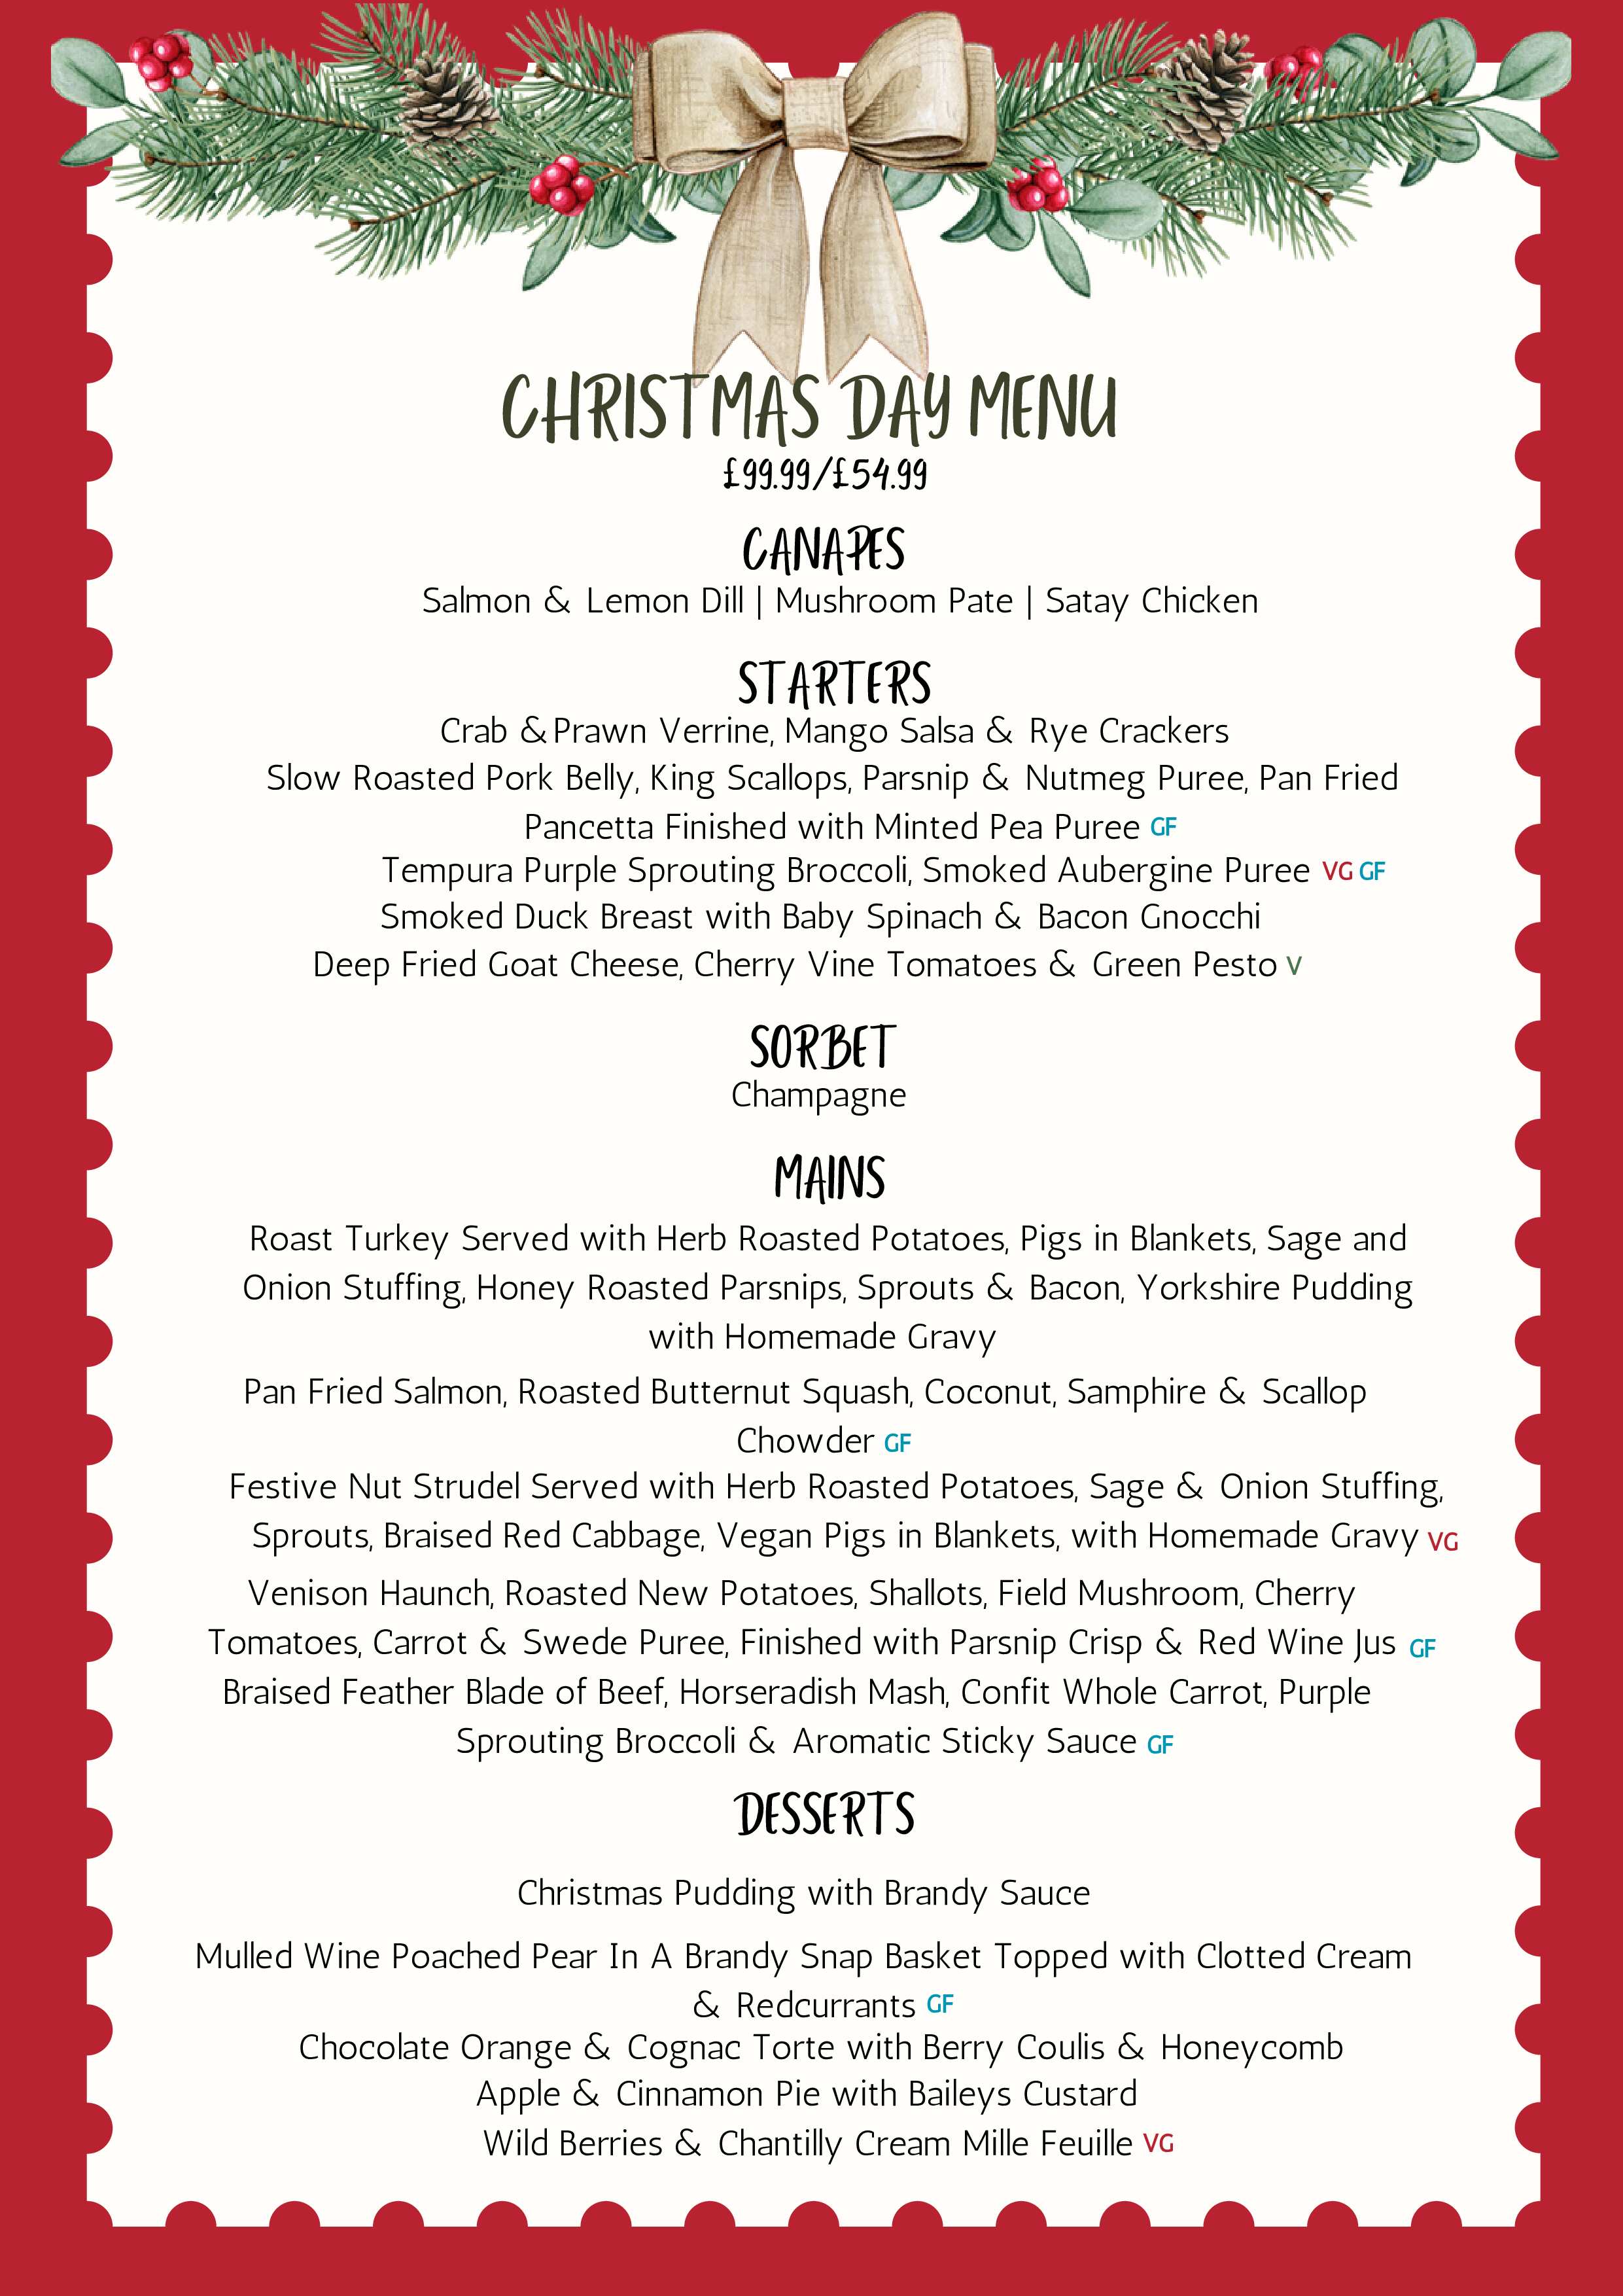 CHRISTMAS DAY MENU
£99.99/£54.99
CANAPES
Salmon & Lemon Dill | Mushroom Pate | Satay Chicken
STARTERS
Crab & Prawn Verrine, Mango Salsa & Rye Crackers
Slow Roasted Pork Belly, King Scallops, Parsnip & Nutmeg Puree, Pan Fried
Pancetta Finished with Minted Pea Puree GF
Tempura Purple Sprouting Broccoli, Smoked Aubergine Puree VG GF
Smoked Duck Breast with Baby Spinach & Bacon Gnocchi
Deep Fried Goat Cheese, Cherry Vine Tomatoes & Green Pesto V
SORBET
Champagne
MAINS
Roast Turkey Served with Herb Roasted Potatoes, Pigs in Blankets, Sage and
Onion Stuffing, Honey Roasted Parsnips, Sprouts & Bacon, Yorkshire Pudding
with Homemade Gravy
Pan Fried Salmon, Roasted Butternut Squash, Coconut, Samphire & Scallop
Chowder GF
Festive Nut Strudel Served with Herb Roasted Potatoes, Sage & Onion Stuffing,
Sprouts, Braised Red Cabbage, Vegan Pigs in Blankets, with Homemade Gravy VG
Venison Haunch, Roasted New Potatoes, Shallots, Field Mushroom, Cherry
Tomatoes, Carrot & Swede Puree, Finished with Parsnip Crisp & Red Wine Jus GF
Braised Feather Blade of Beef, Horseradish Mash, Confit Whole Carrot, Purple
Sprouting Broccoli & Aromatic Sticky Sauce GF
DESSERTS
Christmas Pudding with Brandy Sauce
Mulled Wine Poached Pear In A Brandy Snap Basket Topped with Clotted Cream
& Redcurrants GF
Chocolate Orange & Cognac Torte with Berry Coulis & Honeycomb
Apple & Cinnamon Pie with Baileys Custard
Wild Berries & Chantilly Cream Mille Feuille VG